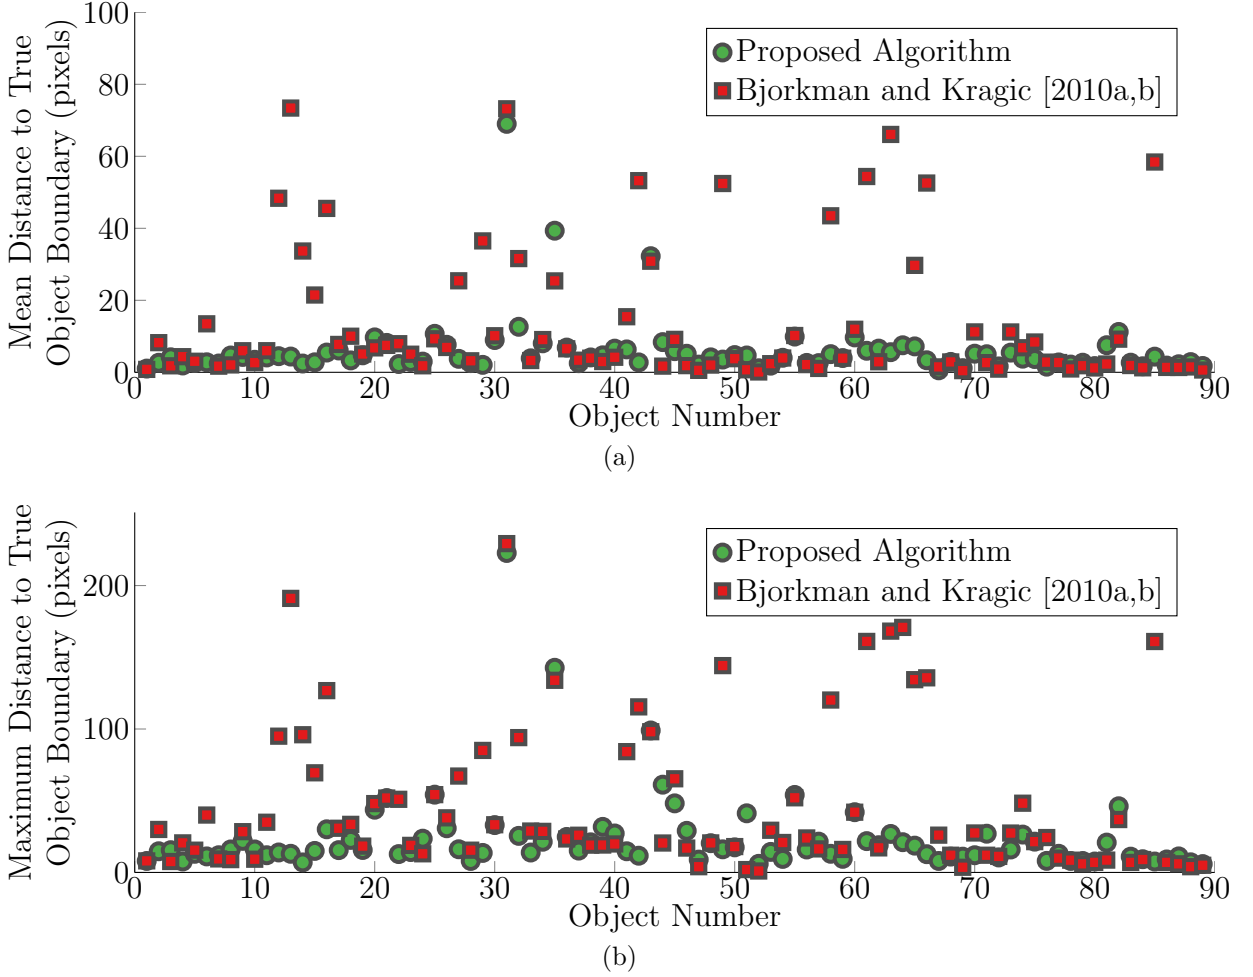 100
80
60
40
20
0
Mean Distance to True
Object Boundary (pixels)
Proposed Algorithm
Bjorkman and Kragic [2010a,b]
0 10 20 30 40 50 60 70 80 90
Object Number
(a)
200
100
0
Maximum Distance to True
Object Boundary (pixels)
Proposed Algorithm
Bjorkman and Kragic [2010a,b]
0 10 20 30 40 50 60 70 80 90
Object Number
(b)